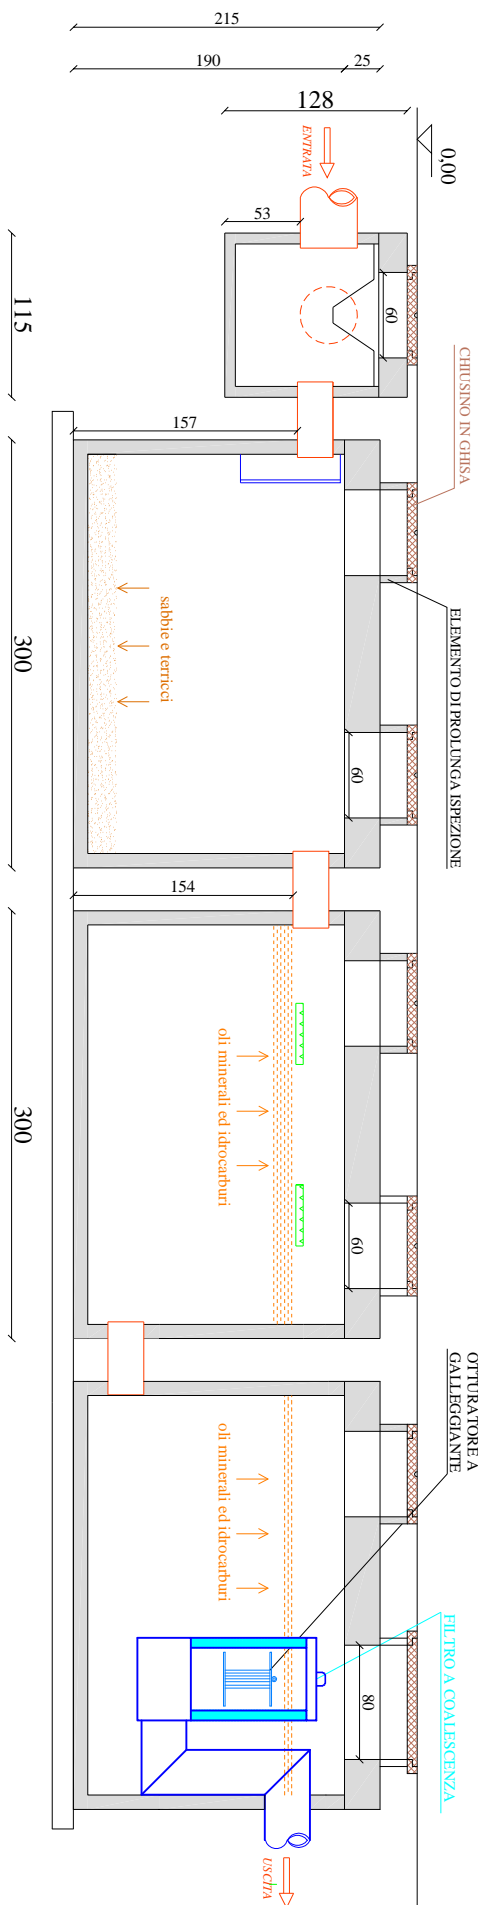 215
190
25
128
0,00
ENTRATA
53
60
115
CHIUSINO IN GHISA
157
sabbie e terricci
ELEMENTO DI PROLUNGA ISPEZIONE
300
60
154
oli minerali ed idrocarburi
300
60
OTTURATORE A
GALLEGGIANTE
oli minerali ed idrocarburi
FILTRO A COALESCENZA
80
USCITA